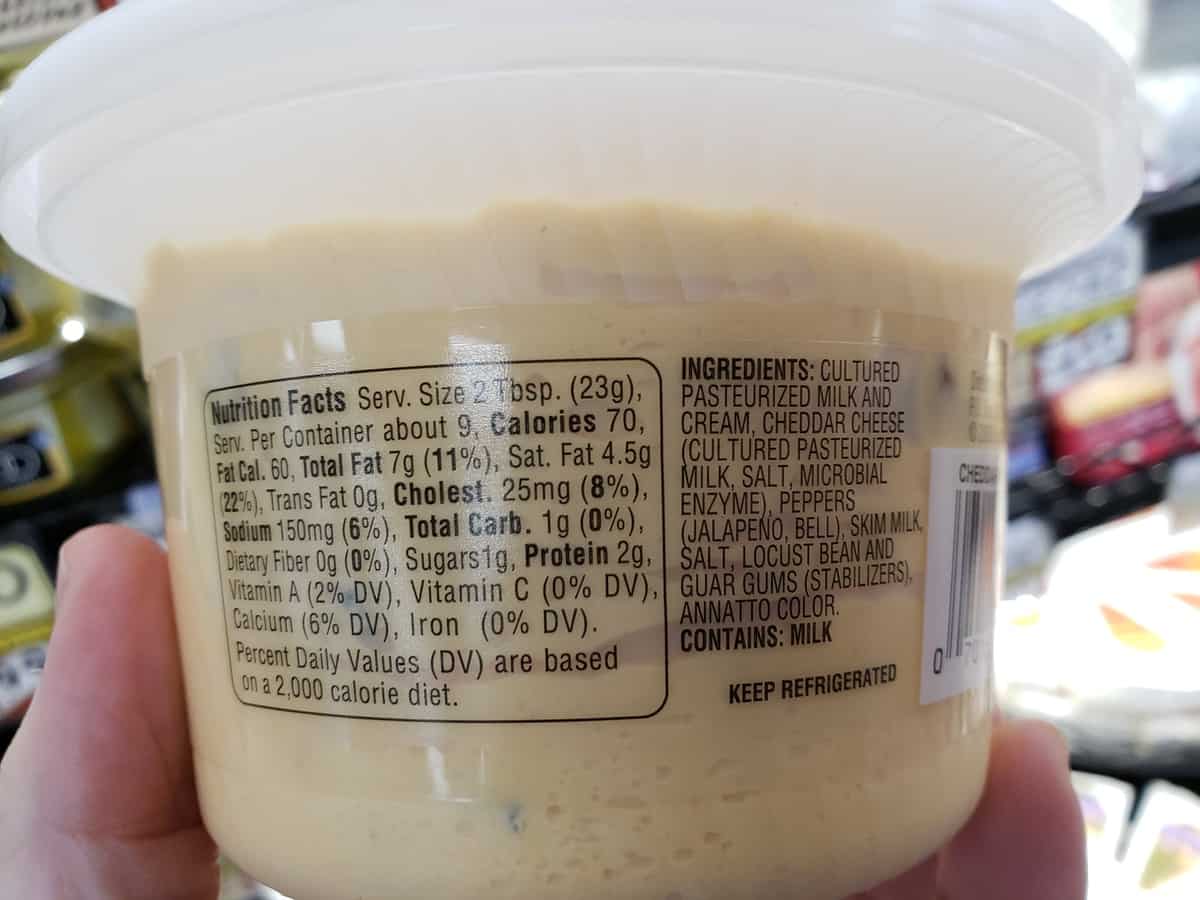 Nutrition Facts Serv. Size 2 Tbsp. (23g),
Serv. Per Container about 9, Calories 70,
Fat Cal. 60, Total Fat 7g (11%), Sat. Fat 4.5g
(22%), Trans Fat 0g, Cholest. 25mg (8%),
Sodium 150mg (6%), Total Carb. 1g (0%),
Dietary Fiber 0g (0%), Sugars1g, Protein 2g,
Vitamin A (2% DV), Vitamin C (0% DV),
Calcium (6% DV), Iron (0% DV).
Percent Daily Values (DV) are based
on a 2,000 calorie diet.
INGREDIENTS: CULTURED
PASTEURIZED MILK AND
CREAM, CHEDDAR CHEESE
(CULTURED PASTEURIZED
MILK, SALT, MICROBIAL
ENZYME), PEPPERS
(JALAPEÑO, BELL), SKIM MILK,
SALT, LOCUST BEAN AND
GUAR GUMS (STABILIZERS),
ANNATTO COLOR.
CONTAINS: MILK
KEEP REFRIGERATED
0